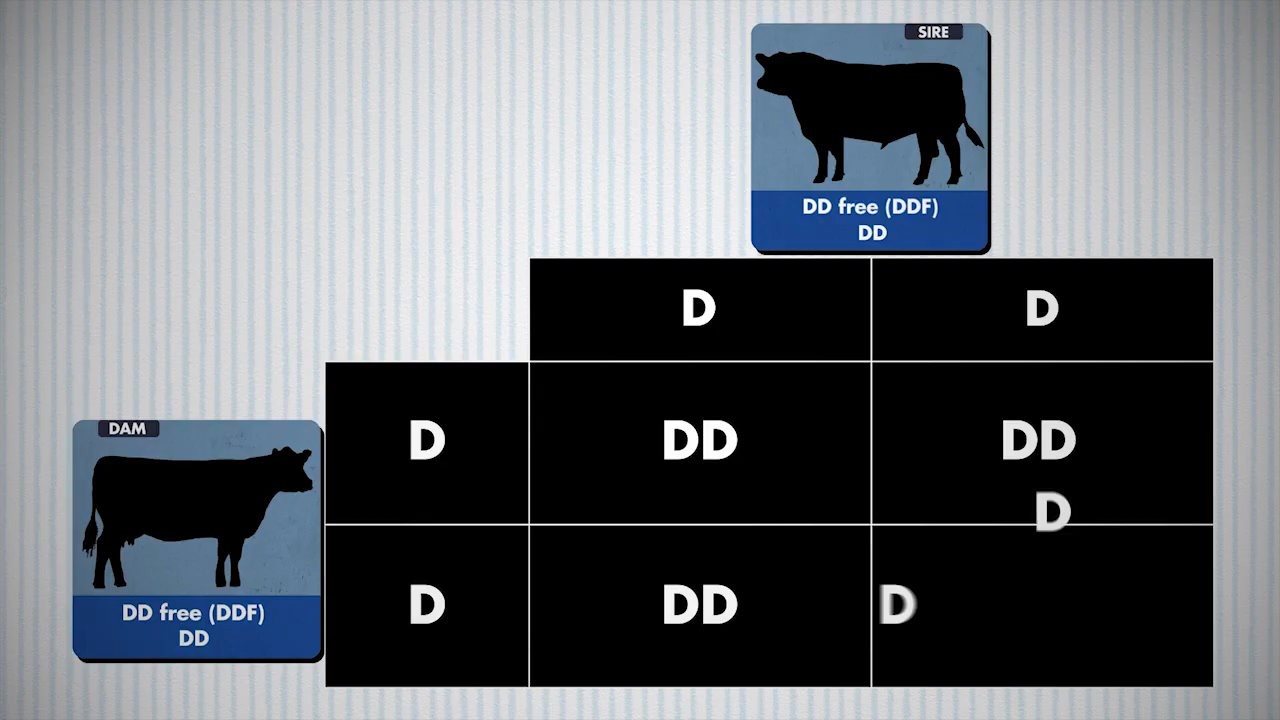 SIRE
DD free (DDF)
DD
D D
DAM
D DD DD
D
D DD D
DD free (DDF)
DD